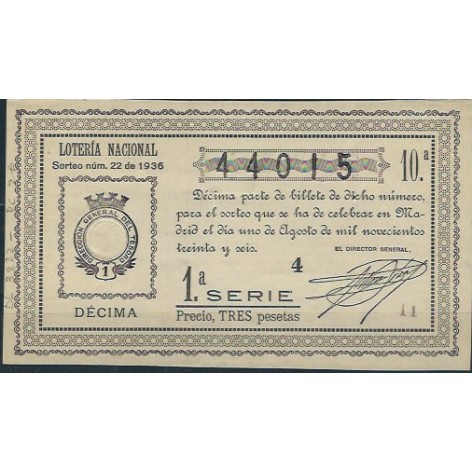 LOTERÍA NACIONAL
Sorteo núm. 22 de 1936
DIRECCIÓN GENERAL DEL TESORO
1
DÉCIMA
44015
10.ª
Décima parte de billete de dicho número,
para el sorteo que se ha de celebrar en Ma-
drid el día uno de Agosto de mil novecientos
treinta y seis.
EL DIRECTOR GENERAL,
4
1.ª SERIE
Precio, TRES pesetas
11